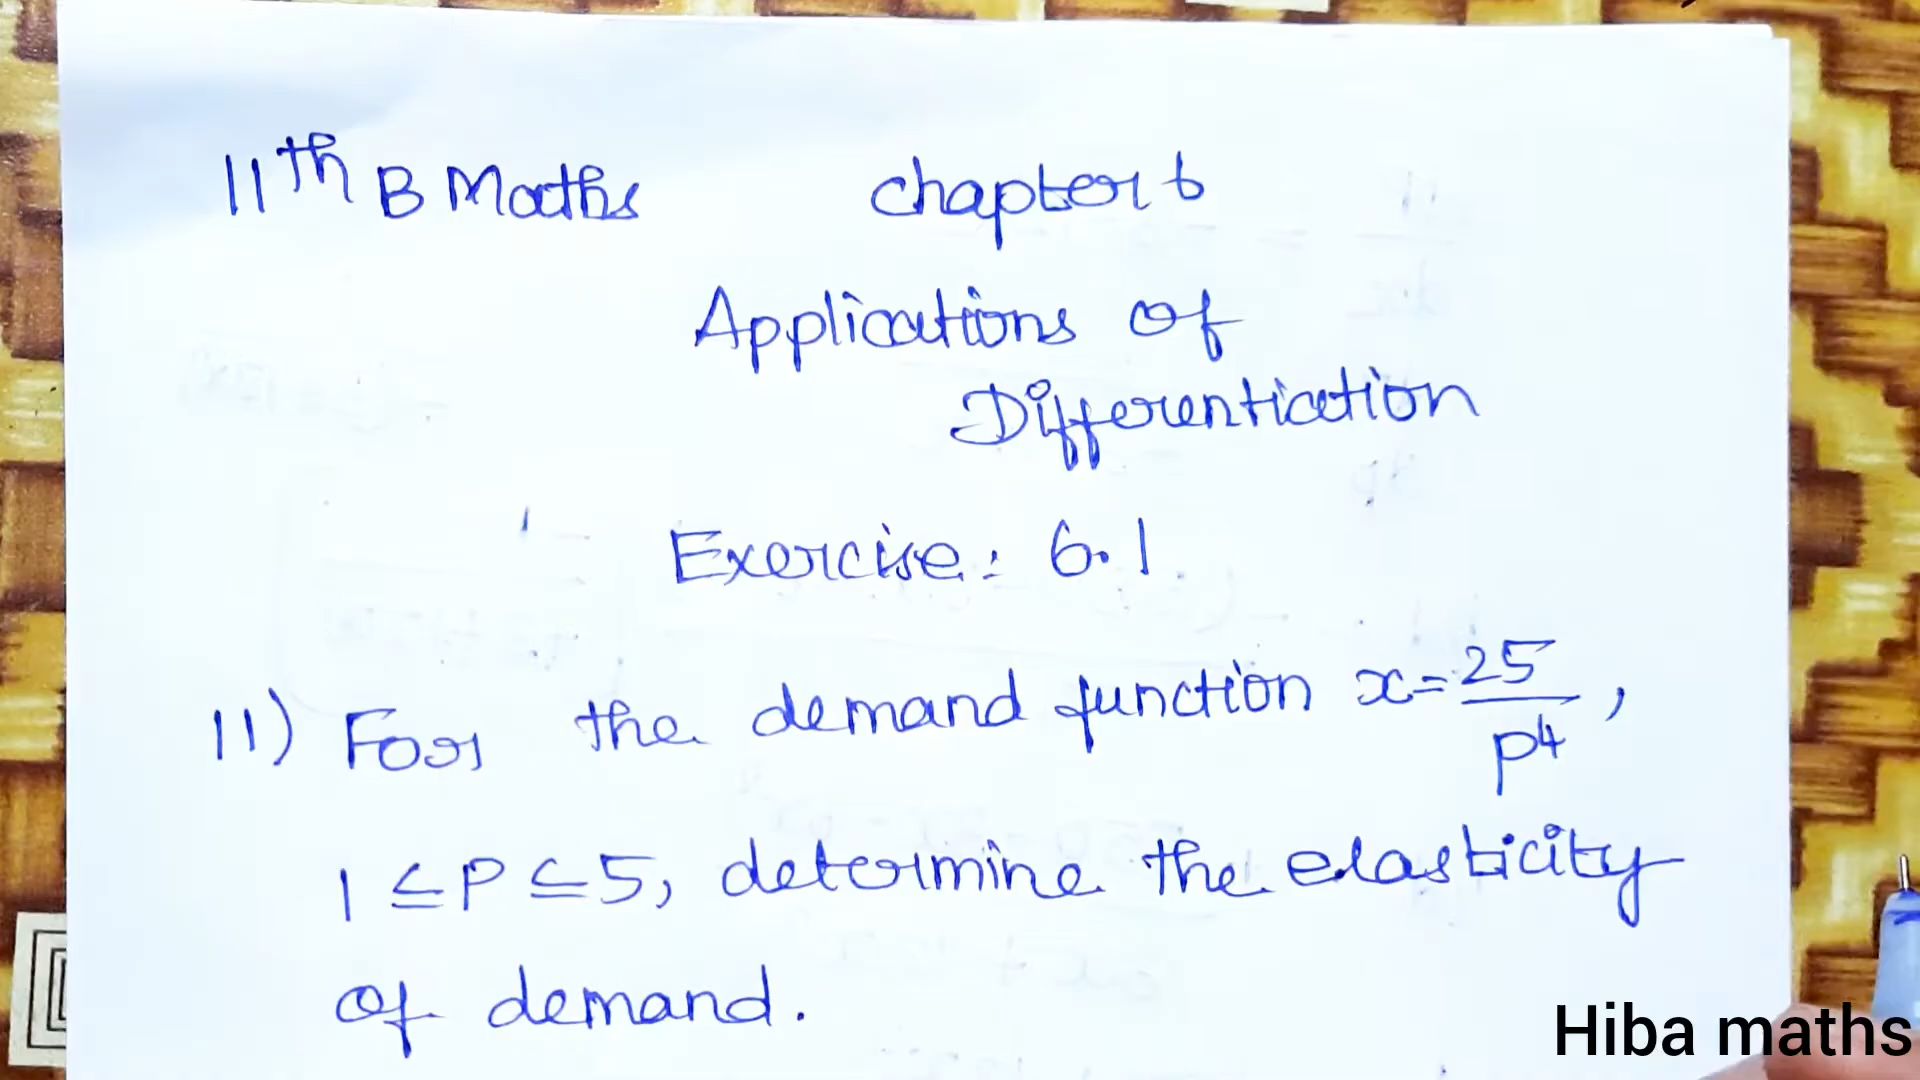 11th B Maths chapter 6
Applications of
Differentiation
Exercise: 6.1
11) For the demand function x = 25/P⁴,
1 ≤ P ≤ 5, determine the elasticity
of demand.
Hiba maths